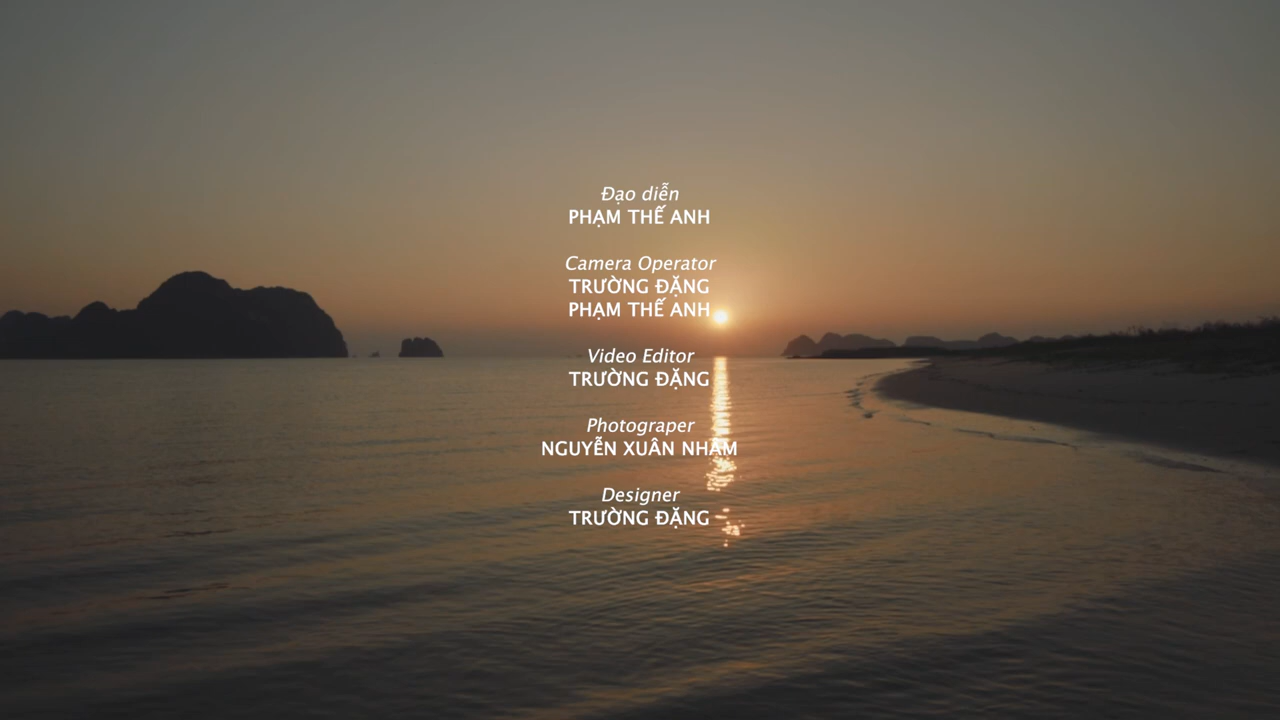 Đạo diễn
PHẠM THẾ ANH
Camera Operator
TRƯỜNG ĐẶNG
PHẠM THẾ ANH
Video Editor
TRƯỜNG ĐẶNG
Photograper
NGUYỄN XUÂN NHÂM
Designer
TRƯỜNG ĐẶNG